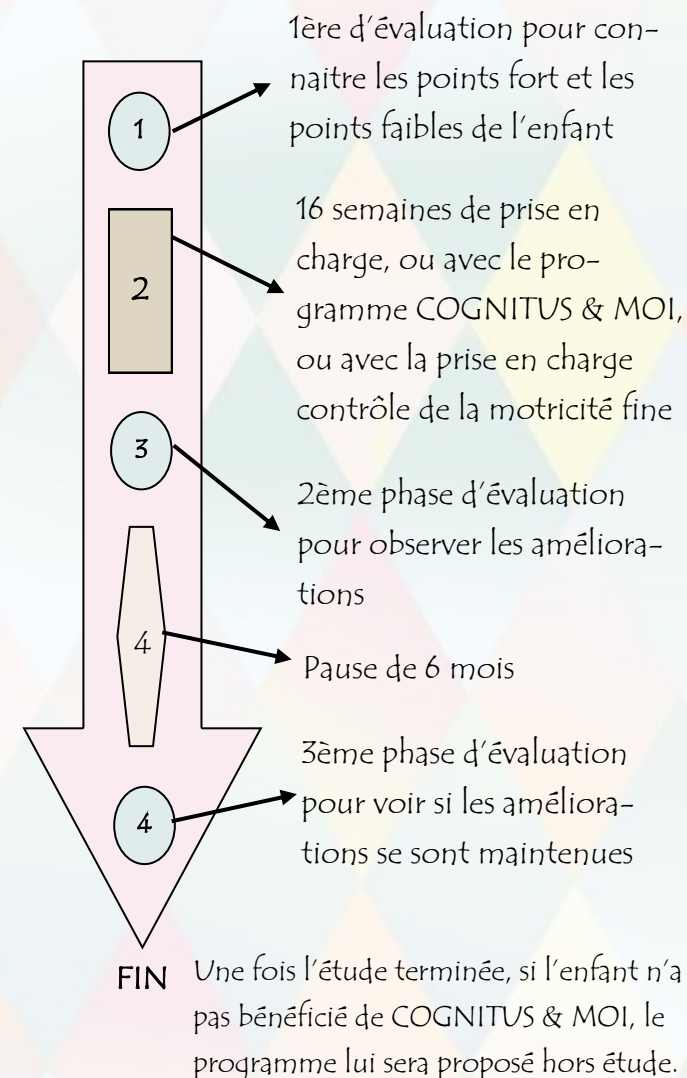 1ère d'évaluation pour con-
naitre les points fort et les
points faibles de l'enfant
1
16 semaines de prise en
charge, ou avec le pro-
gramme COGNITUS & MOI,
ou avec la prise en charge
contrôle de la motricité fine
2
3
2ème phase d'évaluation
pour observer les améliora-
tions
4
Pause de 6 mois
3ème phase d'évaluation
pour voir si les améliora-
tions se sont maintenues
4
FIN
Une fois l'étude terminée, si l'enfant n'a
pas bénéficié de COGNITUS & MOI, le
programme lui sera proposé hors étude.